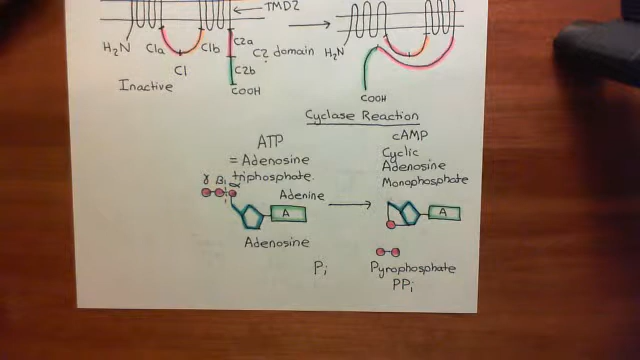 TMD2
H₂N
C1a
C1b
C1
C2a
C2 domain
C2b
COOH
Inactive
H₂N
COOH
Cyclase Reaction
ATP
= Adenosine
triphosphate
γ β α
Adenine
A
Adenosine
Pi
cAMP
Cyclic
Adenosine
Monophosphate
A
Pyrophosphate
PPi